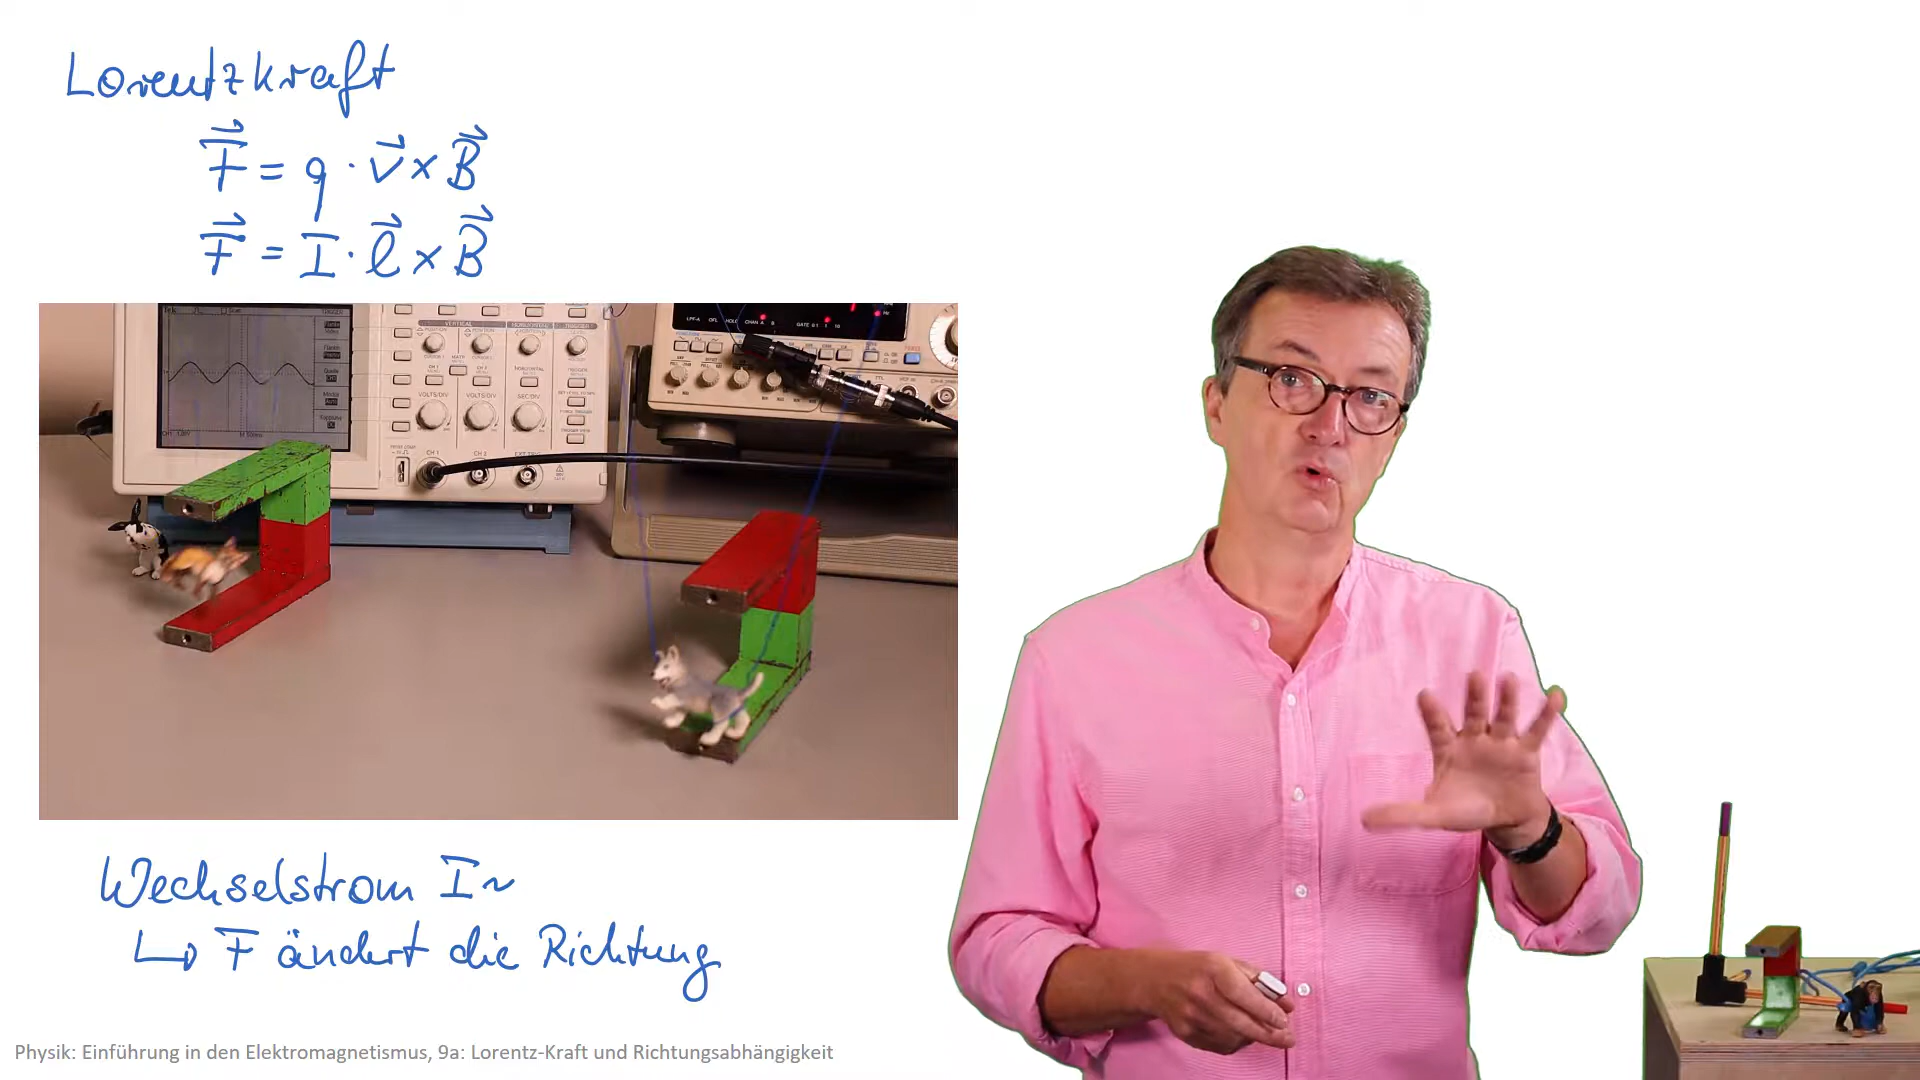 Lorentzkraft
F⃗ = q · v⃗ × B⃗
F⃗ = I · ℓ⃗ × B⃗
Wechselstrom I~
↳ F ändert die Richtung
Physik: Einführung in den Elektromagnetismus, 9a: Lorentz-Kraft und Richtungsabhängigkeit